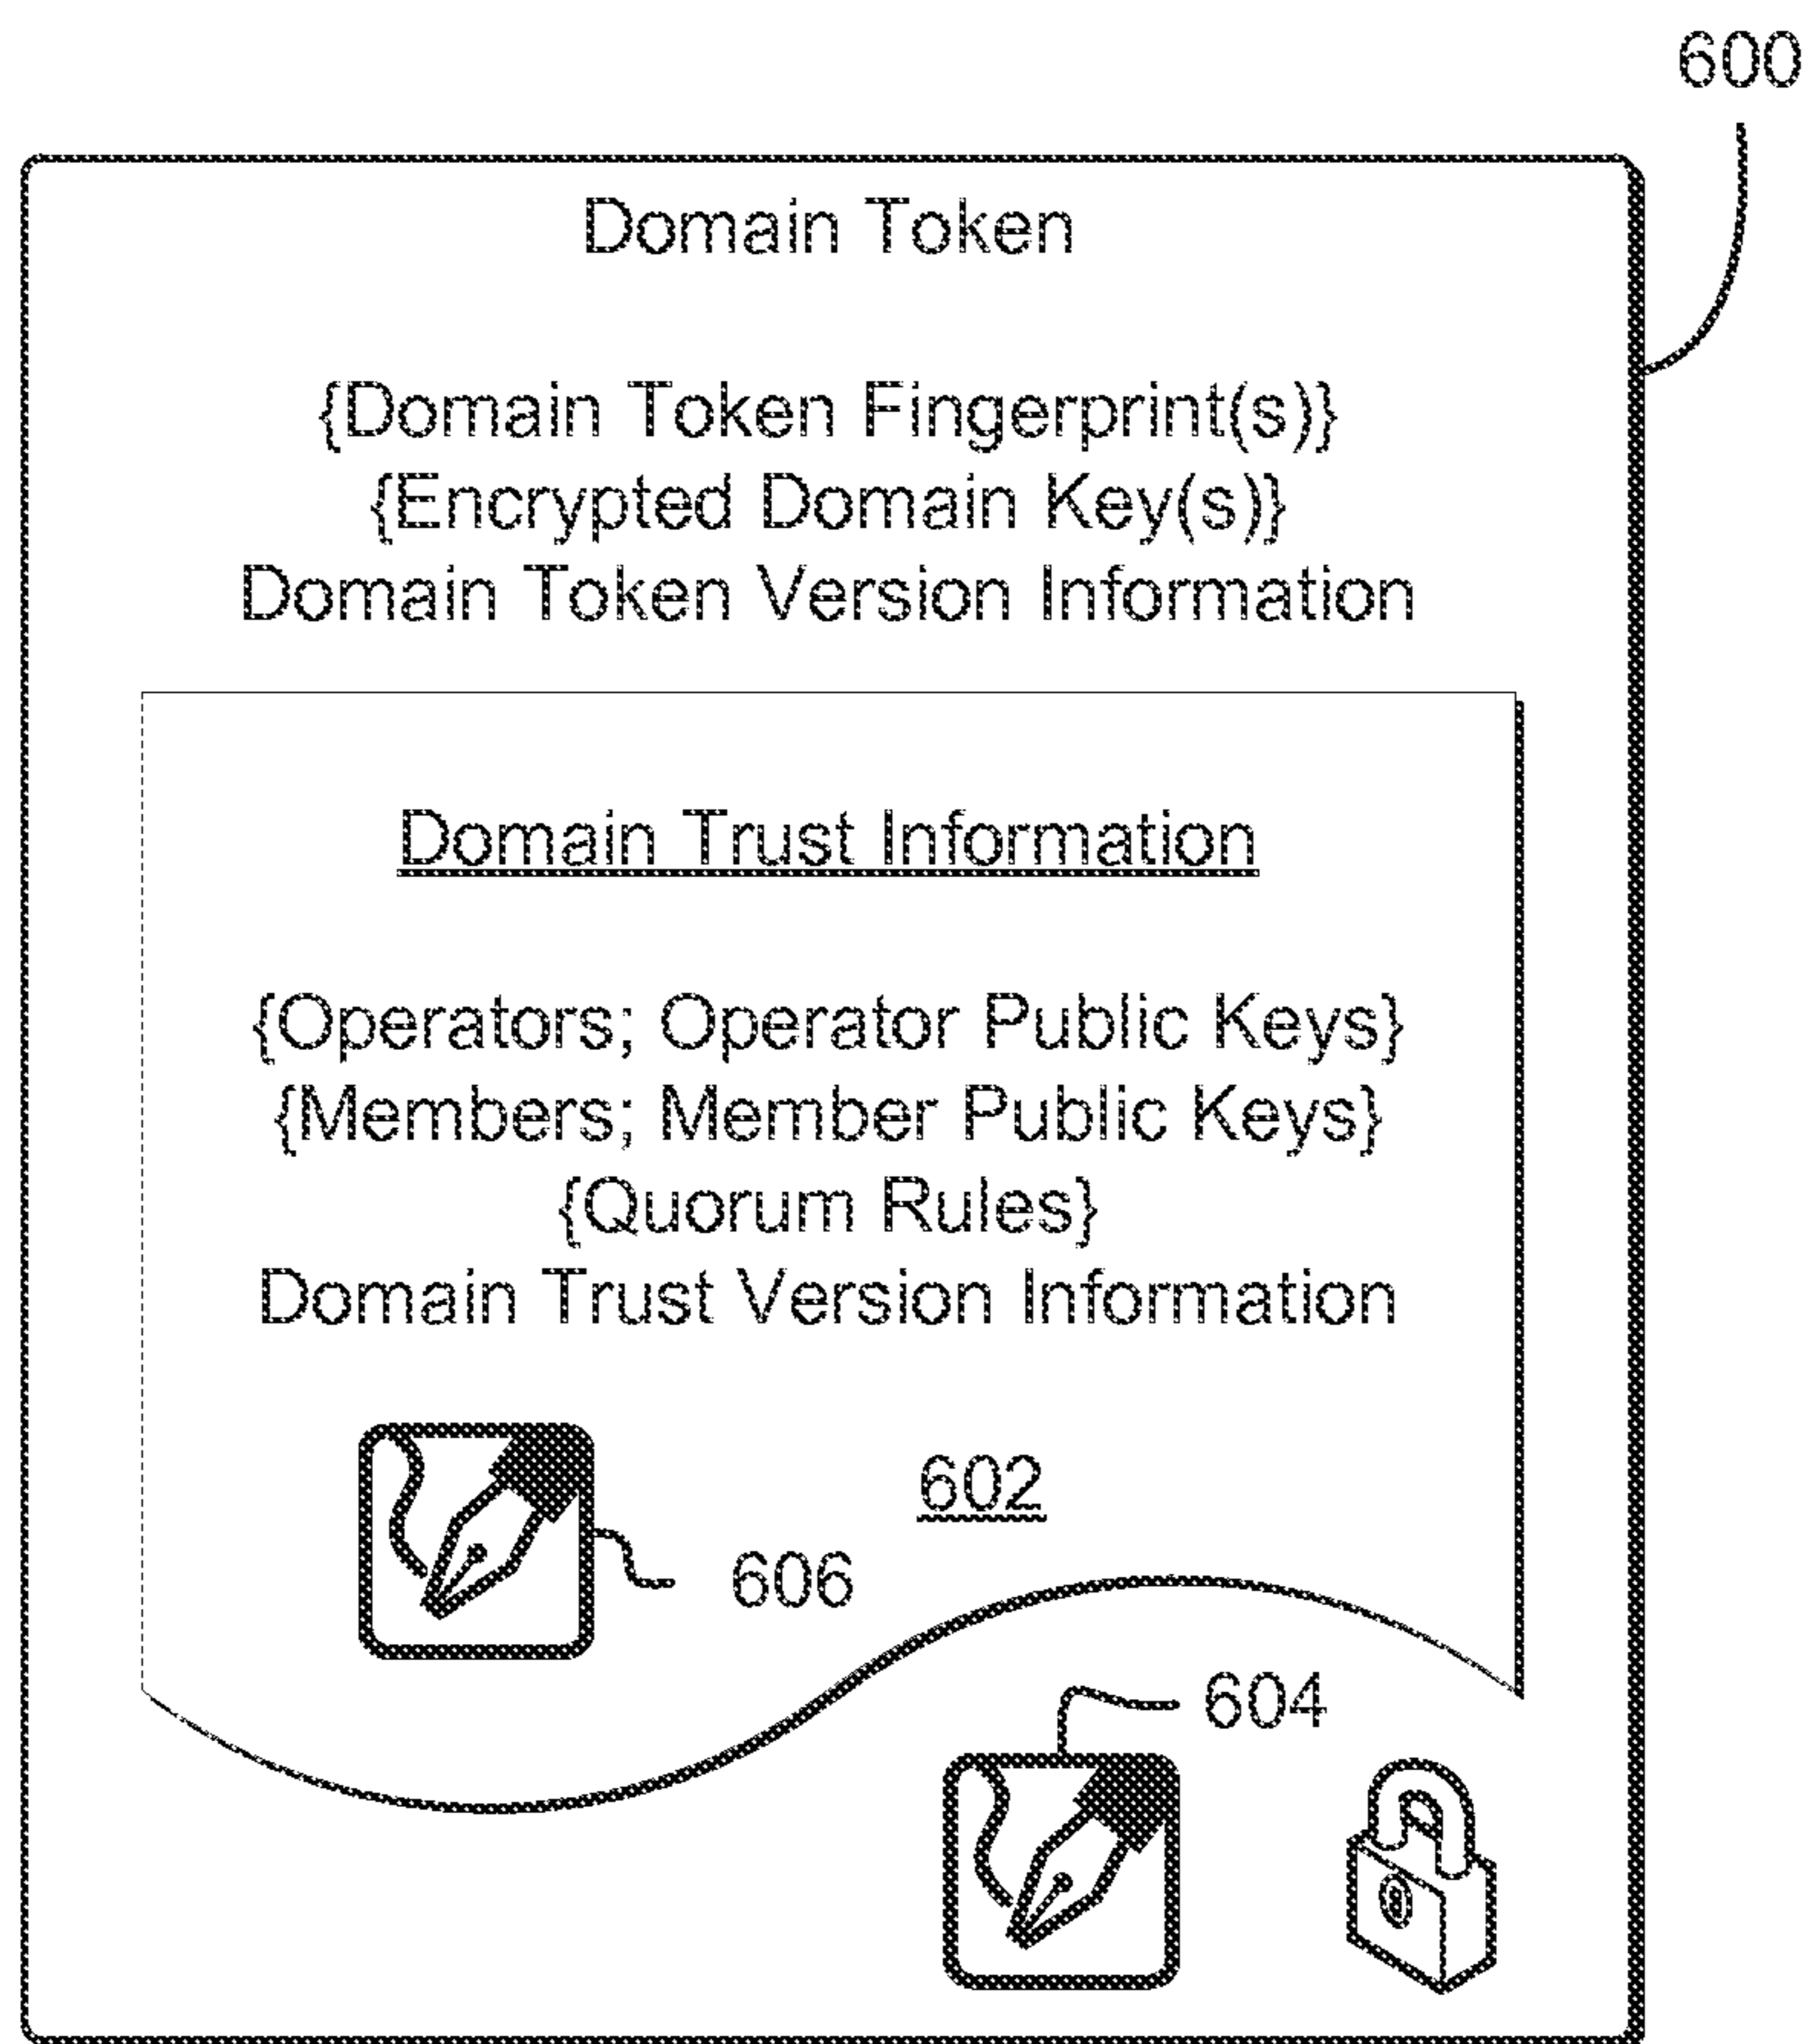 600
Domain Token
{Domain Token Fingerprint(s)}
{Encrypted Domain Key(s)}
Domain Token Version Information
Domain Trust Information
{Operators; Operator Public Keys}
{Members; Member Public Keys}
{Quorum Rules}
Domain Trust Version Information
602
606
604